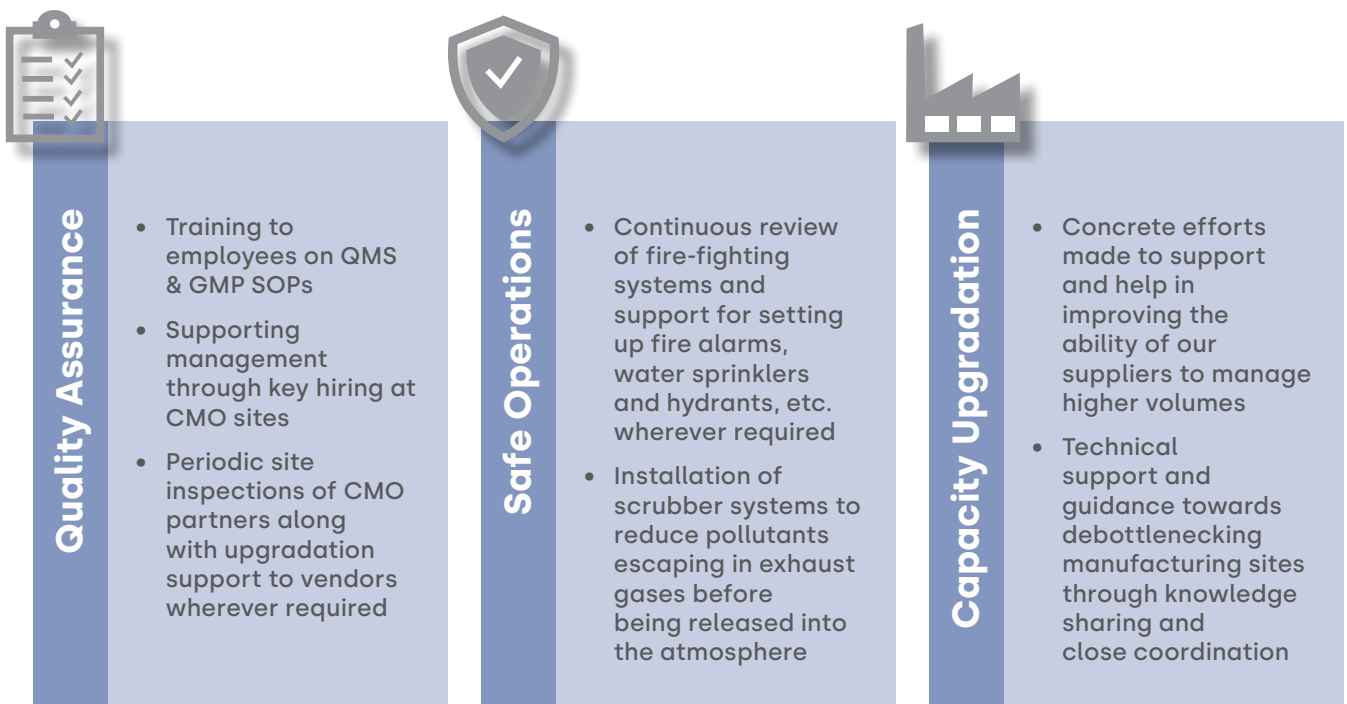 Quality Assurance
• Training to
employees on QMS
& GMP SOPs
• Supporting
management
through key hiring at
CMO sites
• Periodic site
inspections of CMO
partners along
with upgradation
support to vendors
wherever required
Safe Operations
• Continuous review
of fire-fighting
systems and
support for setting
up fire alarms,
water sprinklers
and hydrants, etc.
wherever required
• Installation of
scrubber systems to
reduce pollutants
escaping in exhaust
gases before
being released into
the atmosphere
Capacity Upgradation
• Concrete efforts
made to support
and help in
improving the
ability of our
suppliers to manage
higher volumes
• Technical
support and
guidance towards
debottlenecking
manufacturing sites
through knowledge
sharing and
close coordination